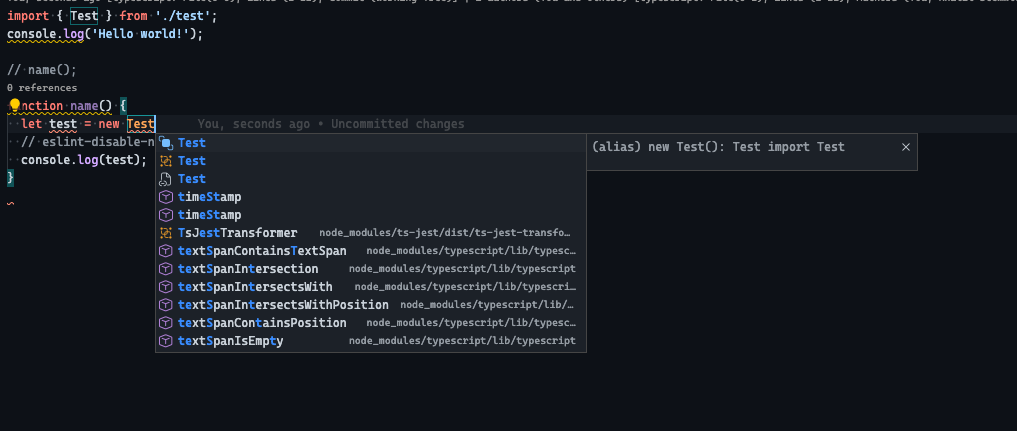 import { Test } from './test';
console.log('Hello world!');
// name();
0 references
nction name() {
let test = new Test
You, seconds ago • Uncommitted changes
// eslint-disable-n
console.log(test);
}
Test
(alias) new Test(): Test import Test
Test
Test
timeStamp
timeStamp
TsJestTransformer node_modules/ts-jest/dist/ts-jest-transfo…
textSpanContainsTextSpan node_modules/typescript/lib/typesc…
textSpanIntersection node_modules/typescript/lib/typescript
textSpanIntersectsWith node_modules/typescript/lib/typescri…
textSpanIntersectsWithPosition node_modules/typescript/lib/…
textSpanContainsPosition node_modules/typescript/lib/typesc…
textSpanIsEmpty node_modules/typescript/lib/typescript